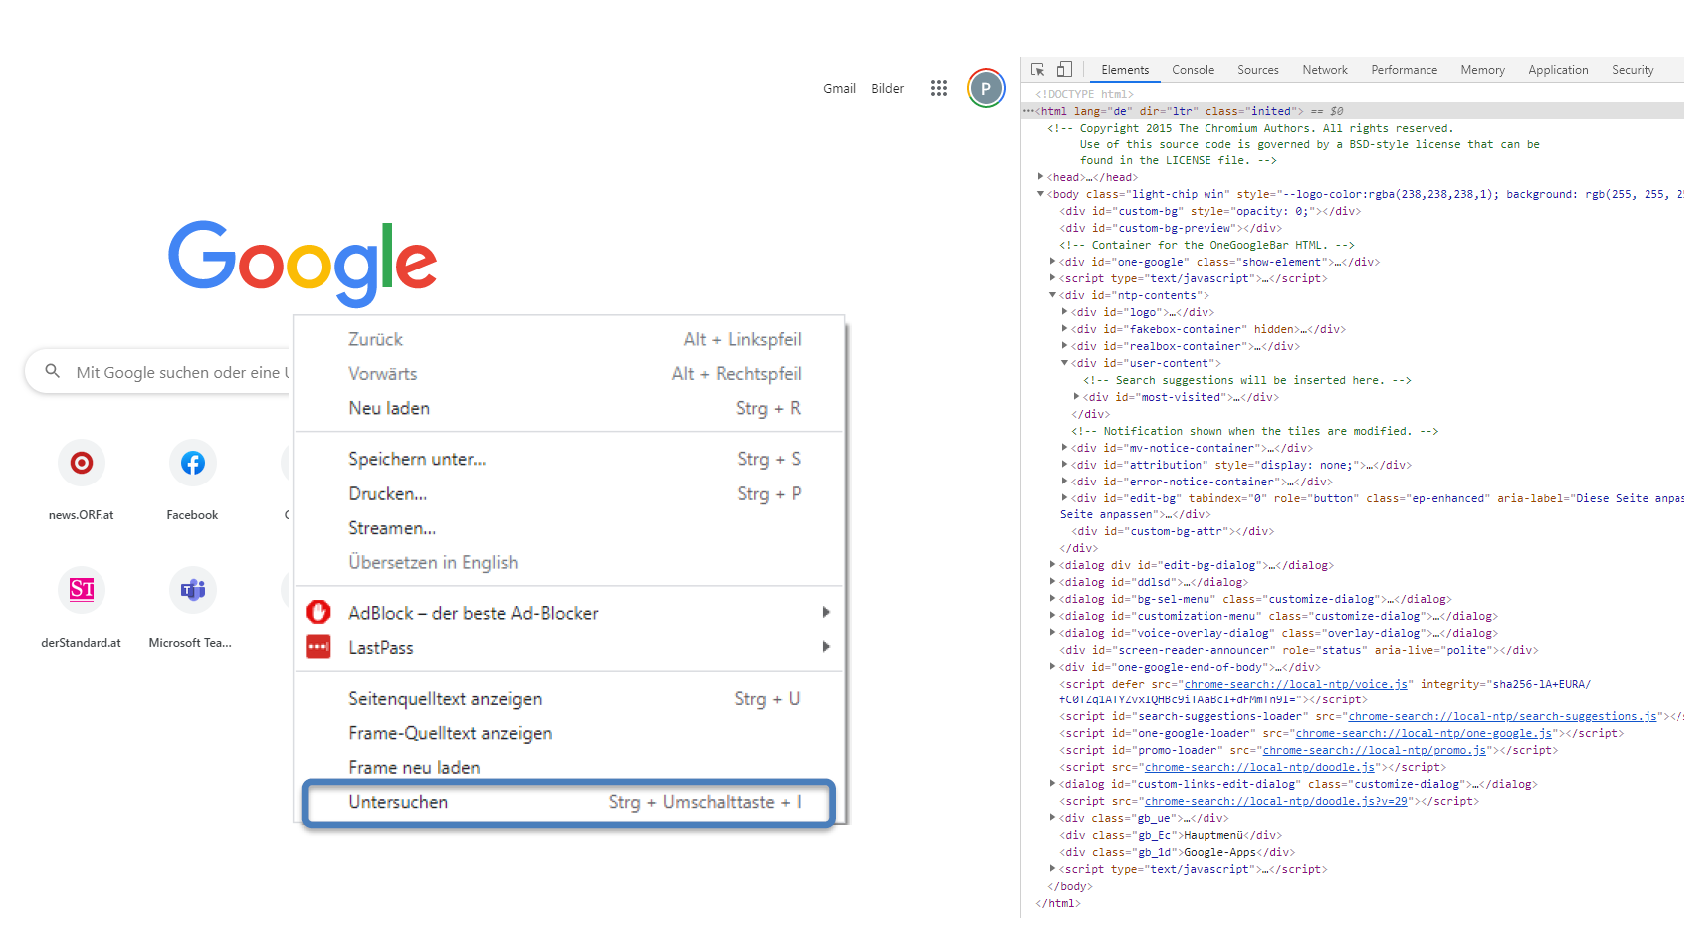 Gmail Bilder P
Google
Mit Google suchen oder eine U
news.ORF.at Facebook
ST
derStandard.at Microsoft Tea...
Zurück Alt + Linkspfeil
Vorwärts Alt + Rechtspfeil
Neu laden Strg + R
Speichern unter... Strg + S
Drucken... Strg + P
Streamen...
Übersetzen in English
AdBlock – der beste Ad-Blocker
LastPass
Seitenquelltext anzeigen Strg + U
Frame-Quelltext anzeigen
Frame neu laden
Untersuchen Strg + Umschalttaste + I
Elements Console Sources Network Performance Memory Application Security
<!DOCTYPE html>
…<html lang="de" dir="ltr" class="inited"> == $0
<!-- Copyright 2015 The Chromium Authors. All rights reserved.
Use of this source code is governed by a BSD-style license that can be
found in the LICENSE file. -->
<head>…</head>
<body class="light-chip win" style="--logo-color:rgba(238,238,238,1); background: rgb(255, 255, 25
<div id="custom-bg" style="opacity: 0;"></div>
<div id="custom-bg-preview"></div>
<!-- Container for the OneGoogleBar HTML. -->
<div id="one-google" class="show-element">…</div>
<script type="text/javascript">…</script>
<div id="ntp-contents">
<div id="logo">…</div>
<div id="fakebox-container" hidden>…</div>
<div id="realbox-container">…</div>
<div id="user-content">
<!-- Search suggestions will be inserted here. -->
<div id="most-visited">…</div>
</div>
<!-- Notification shown when the tiles are modified. -->
<div id="mv-notice-container">…</div>
<div id="attribution" style="display: none;">…</div>
<div id="error-notice-container">…</div>
<div id="edit-bg" tabindex="0" role="button" class="ep-enhanced" aria-label="Diese Seite anpas
Seite anpassen">…</div>
<div id="custom-bg-attr"></div>
</div>
<dialog div id="edit-bg-dialog">…</dialog>
<dialog id="ddlsd">…</dialog>
<dialog id="bg-sel-menu" class="customize-dialog">…</dialog>
<dialog id="customization-menu" class="customize-dialog">…</dialog>
<dialog id="voice-overlay-dialog" class="overlay-dialog">…</dialog>
<div id="screen-reader-announcer" role="status" aria-live="polite"></div>
<div id="one-google-end-of-body">…</div>
<script defer src="chrome-search://local-ntp/voice.js" integrity="sha256-lA+EURA/
></script>
<script id="search-suggestions-loader" src="chrome-search://local-ntp/search-suggestions.js"></s
<script id="one-google-loader" src="chrome-search://local-ntp/one-google.js"></script>
<script id="promo-loader" src="chrome-search://local-ntp/promo.js"></script>
<script src="chrome-search://local-ntp/doodle.js"></script>
<dialog id="custom-links-edit-dialog" class="customize-dialog">…</dialog>
<script src="chrome-search://local-ntp/doodle.js?v=29"></script>
<div class="gb_ue">…</div>
<div class="gb_Ec">Hauptmenü</div>
<div class="gb_1d">Google-Apps</div>
<script type="text/javascript">…</script>
</body>
</html>